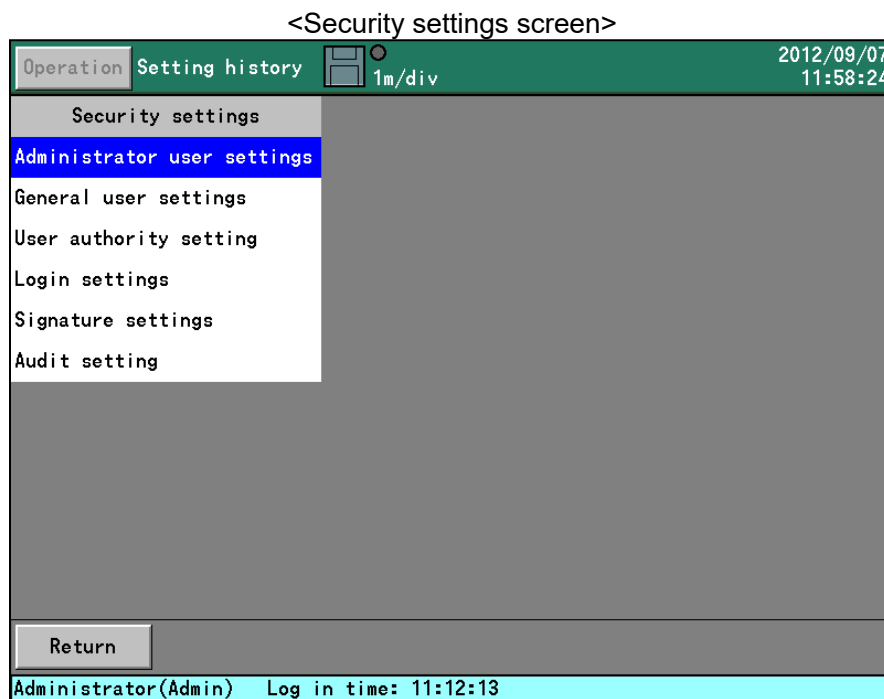 <Security settings screen>
Operation Setting history 1m/div 2012/09/07
11:58:24
Security settings
Administrator user settings
General user settings
User authority setting
Login settings
Signature settings
Audit setting
Return
Administrator(Admin) Log in time: 11:12:13